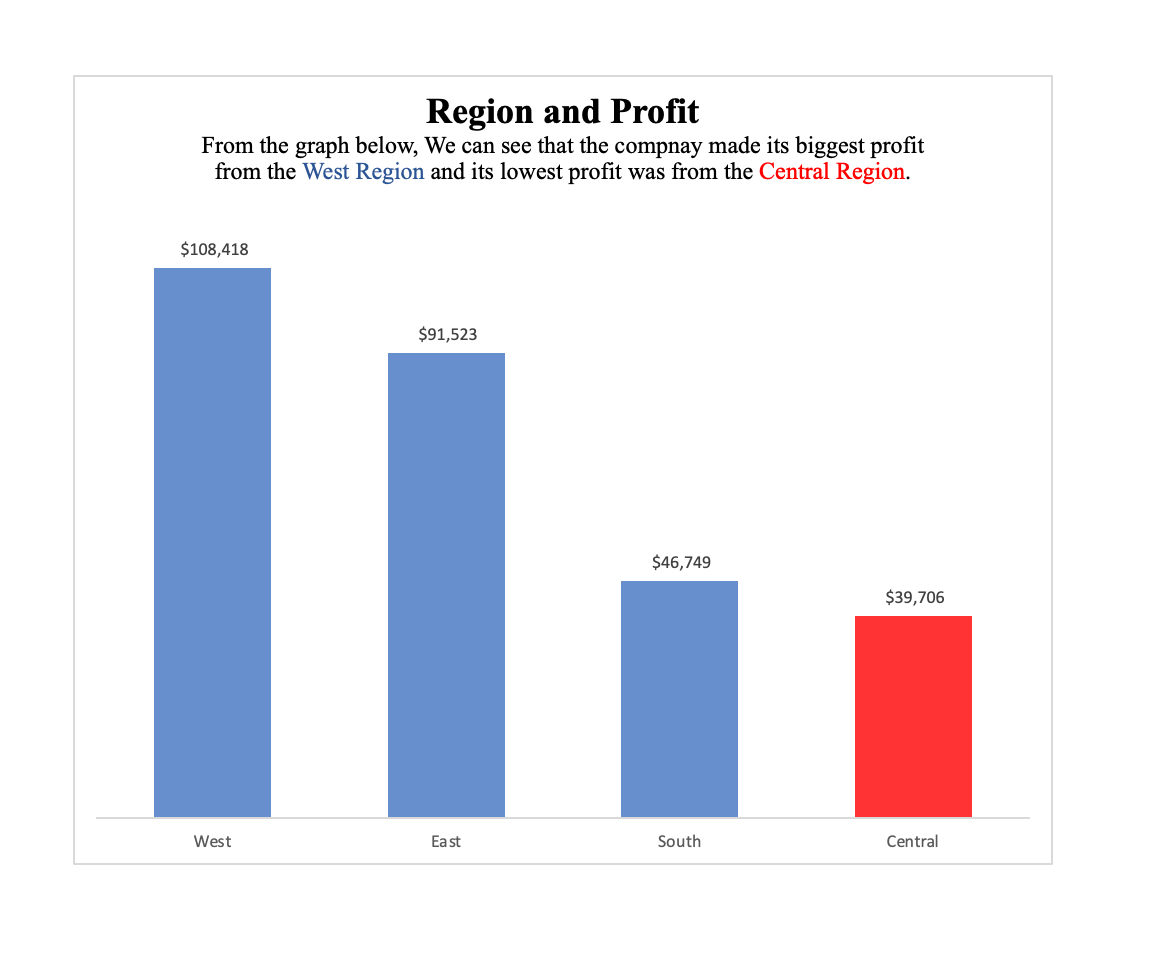 Region and Profit
From the graph below, We can see that the compnay made its biggest profit
from the West Region and its lowest profit was from the Central Region.
$108,418
$91,523
$46,749
$39,706
West
East
South
Central